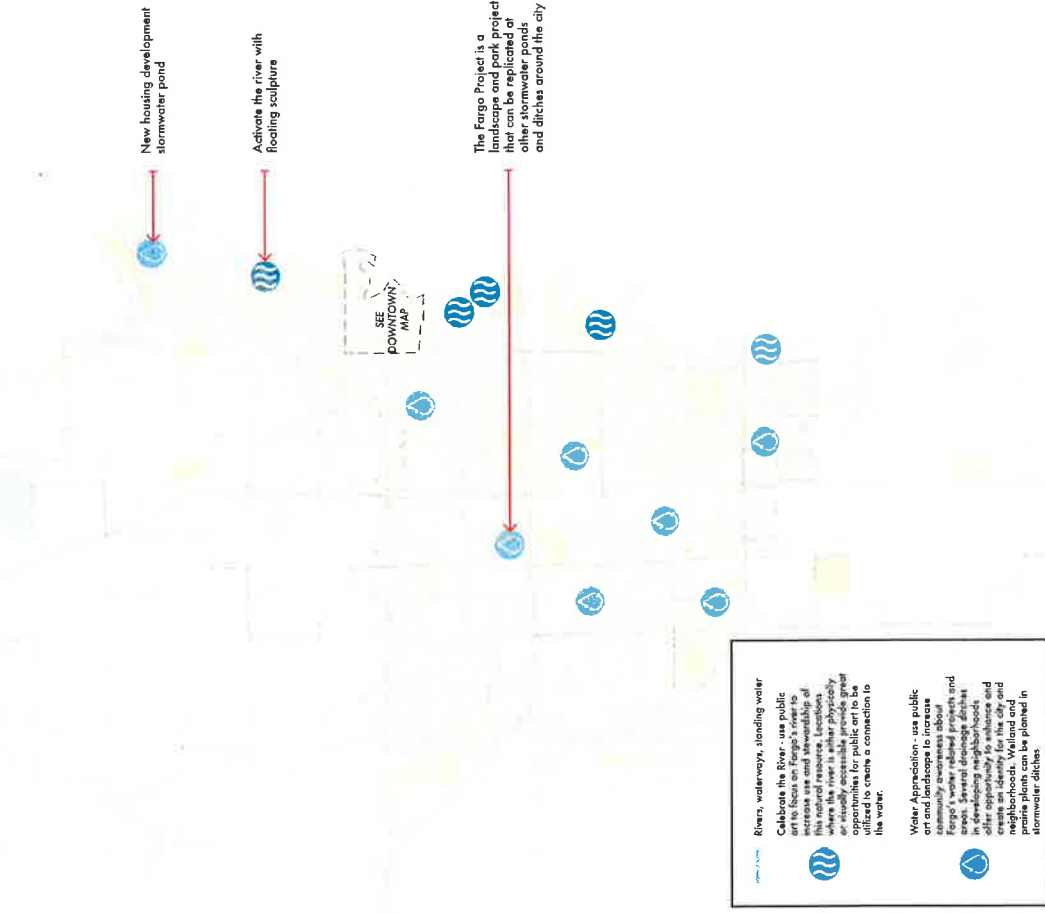 New housing development
stormwater pond
Activate the river with
floating sculpture
The Fargo Project is a
landscape and park project
that can be replicated at
other stormwater ponds
and ditches around the city
SEE
DOWNTOWN
MAP
Rivers, waterways, standing water
Celebrate the River - use public
art to focus on Fargo's river to
increase use and stewardship of
this natural resource. Locations
where the river is either physically
or visually accessible provide great
opportunities for public art to be
utilized to create a connection to
the water.
Water Appreciation - use public
art and landscape to increase
community awareness about
Fargo's water related projects and
areas. Several drainage ditches
in developing neighborhoods
offer opportunity to enhance and
create an identity for the city and
neighborhoods. Wetland and
prairie plants can be planted in
stormwater ditches.